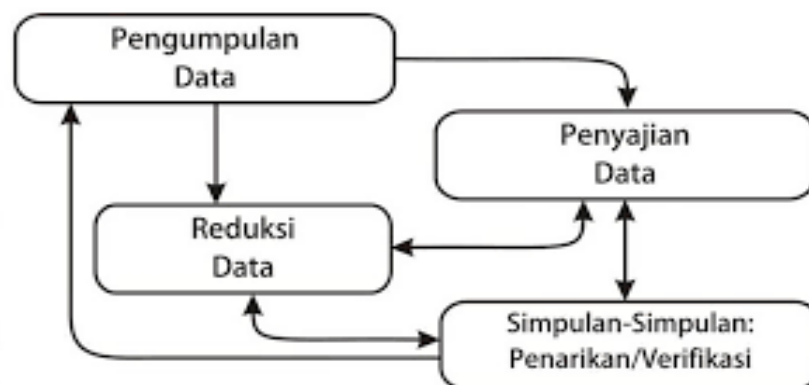 Pengumpulan
Data
Penyajian
Data
Reduksi
Data
Simpulan-Simpulan:
Penarikan/Verifikasi